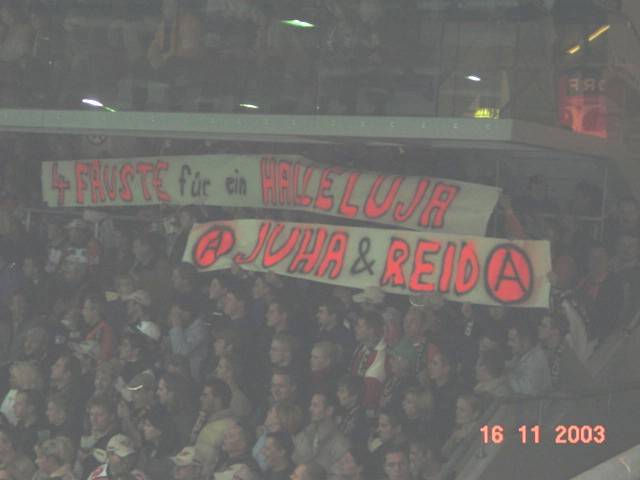 4 FÄUSTE für ein HALLELUJA
A JUHA & REID A
16 11 2003